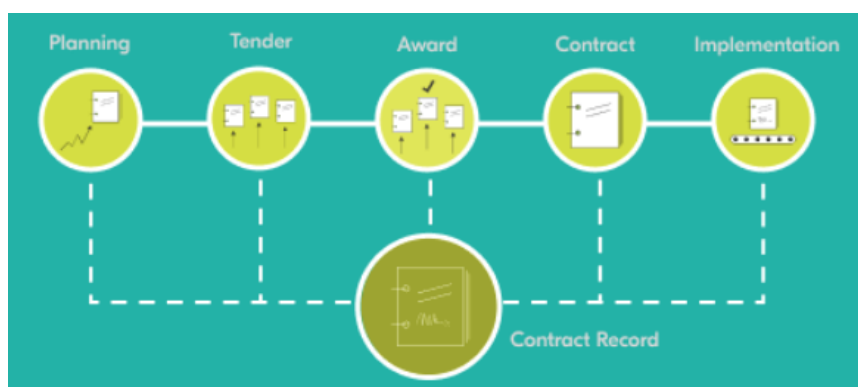 Planning
Tender
Award
Contract
Implementation
Contract Record